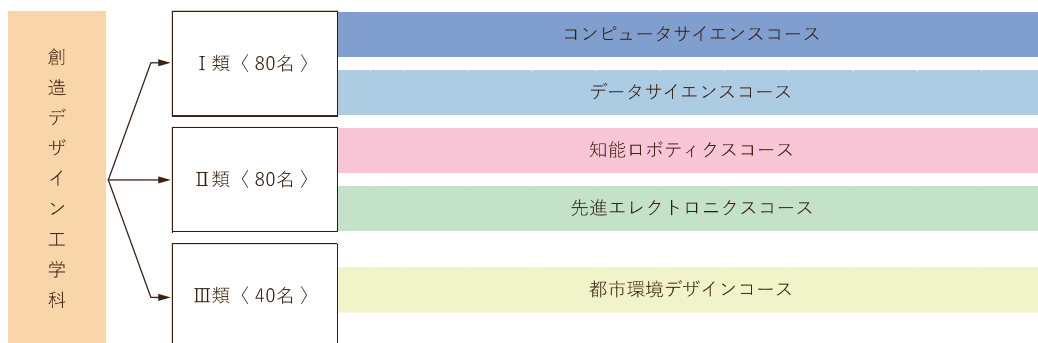 創造デザイン工学科
Ⅰ類〈 80名 〉
コンピュータサイエンスコース
データサイエンスコース
Ⅱ類〈 80名 〉
知能ロボティクスコース
先進エレクトロニクスコース
Ⅲ類〈 40名 〉
都市環境デザインコース